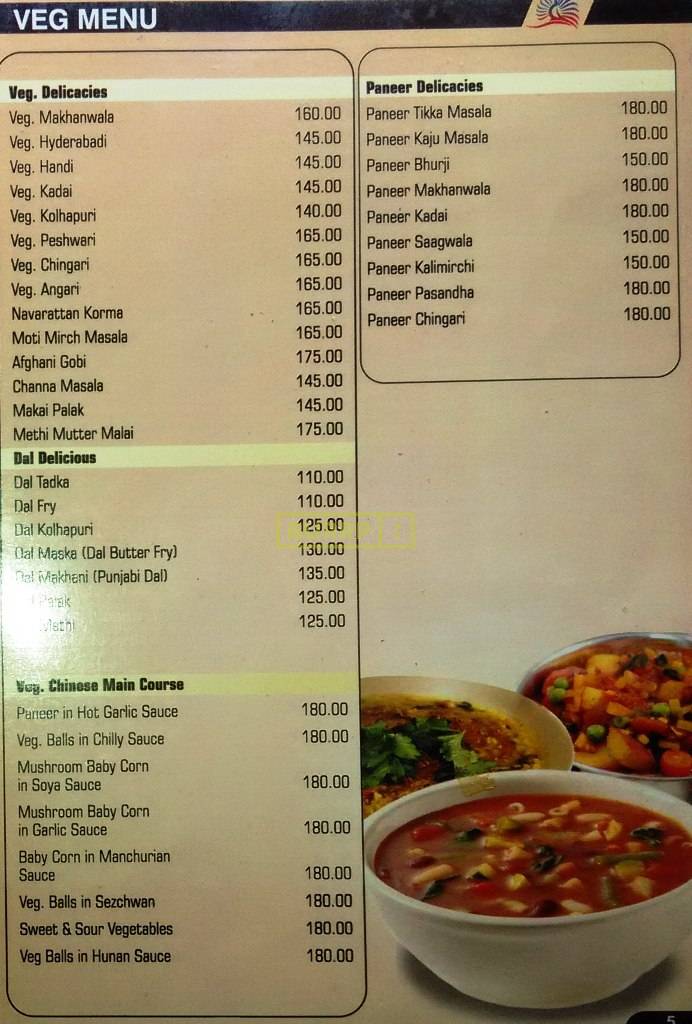 VEG MENU
Veg. Delicacies
Veg. Makhanwala 160.00
Veg. Hyderabadi 145.00
Veg. Handi 145.00
Veg. Kadai 145.00
Veg. Kolhapuri 140.00
Veg. Peshwari 165.00
Veg. Chingari 165.00
Veg. Angari 165.00
Navarattan Korma 165.00
Moti Mirch Masala 165.00
Afghani Gobi 175.00
Channa Masala 145.00
Makai Palak 145.00
Methi Mutter Malai 175.00
Dal Delicious
Dal Tadka 110.00
Dal Fry 110.00
Dal Kolhapuri 125.00
Dal Maska (Dal Butter Fry) 130.00
Dal Makhani (Punjabi Dal) 135.00
Palak 125.00
Methi 125.00
Veg. Chinese Main Course
Paneer in Hot Garlic Sauce 180.00
Veg. Balls in Chilly Sauce 180.00
Mushroom Baby Corn
in Soya Sauce 180.00
Mushroom Baby Corn
in Garlic Sauce 180.00
Baby Corn in Manchurian
Sauce 180.00
Veg. Balls in Sezchwan 180.00
Sweet & Sour Vegetables 180.00
Veg Balls in Hunan Sauce 180.00
Paneer Delicacies
Paneer Tikka Masala 180.00
Paneer Kaju Masala 180.00
Paneer Bhurji 150.00
Paneer Makhanwala 180.00
Paneer Kadai 180.00
Paneer Saagwala 150.00
Paneer Kalimirchi 150.00
Paneer Pasandha 180.00
Paneer Chingari 180.00
5